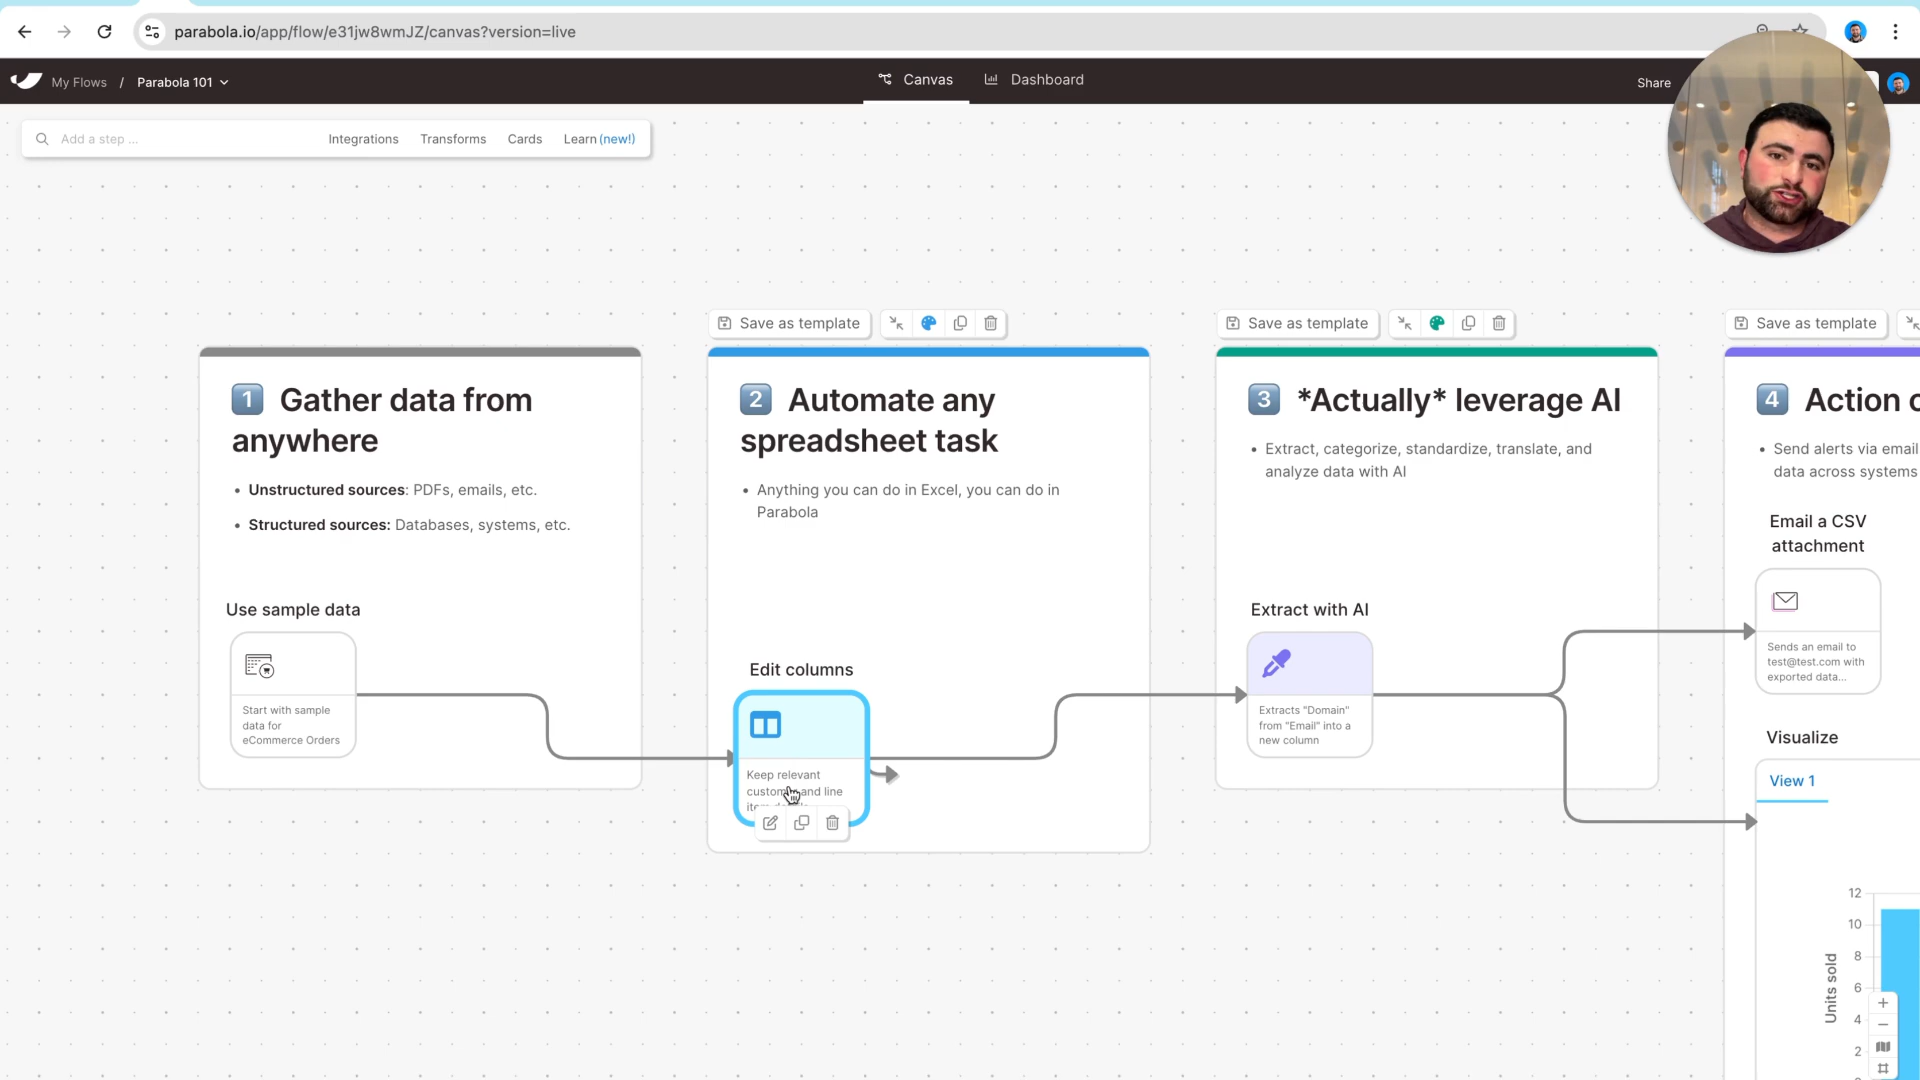 parabola.io/app/flow/e31jw8wmJZ/canvas?version=live
My Flows / Parabola 101
Canvas
Dashboard
Share
Add a step ...
Integrations
Transforms
Cards
Learn (new!)
Save as template
Save as template
Save as template
1 Gather data from
anywhere
• Unstructured sources: PDFs, emails, etc.
• Structured sources: Databases, systems, etc.
Use sample data
Start with sample
data for
eCommerce Orders
2 Automate any
spreadsheet task
• Anything you can do in Excel, you can do in
Parabola
Edit columns
Keep relevant
and line
3 *Actually* leverage AI
• Extract, categorize, standardize, translate, and
analyze data with AI
Extract with AI
Extracts "Domain"
from "Email" into a
new column
4 Action
• Send alerts via email
data across systems
Email a CSV
attachment
Sends an email to
test@test.com with
exported data...
Visualize
View 1
12
10
8
6
4
2
Units sold